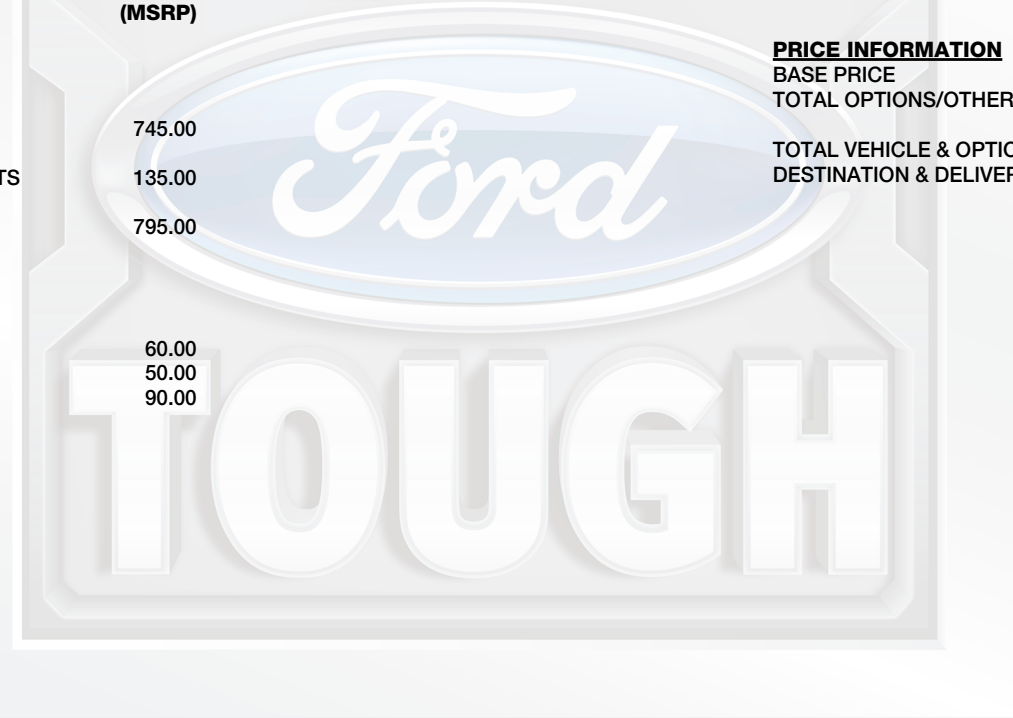 (MSRP)
745.00
TS
135.00
795.00
60.00
50.00
90.00
PRICE INFORMATION
BASE PRICE
TOTAL OPTIONS/OTHER
TOTAL VEHICLE & OPTIO
DESTINATION & DELIVER
Ford
TOUGH